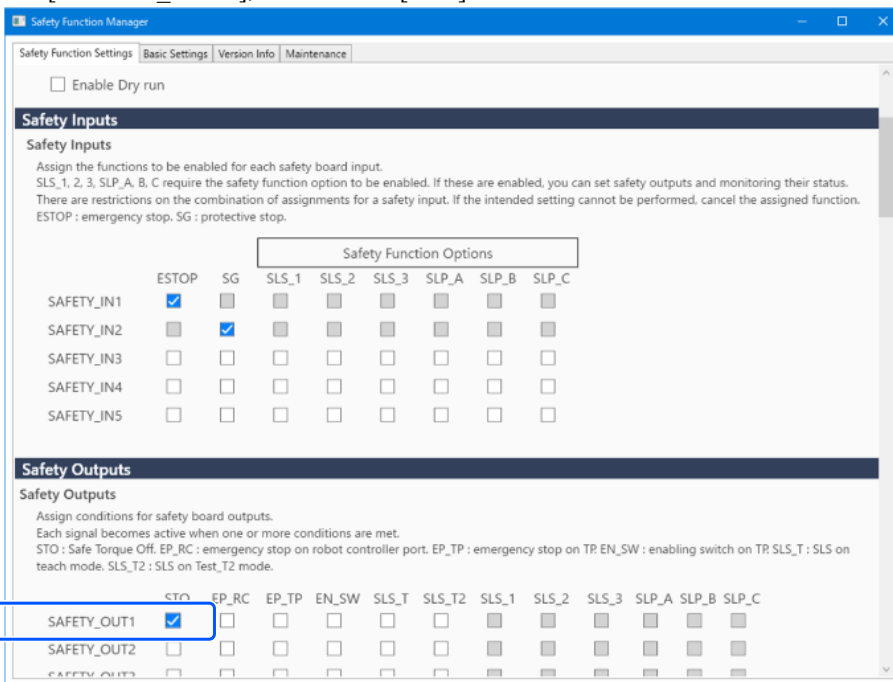 Safety Function Manager
Safety Function Settings Basic Settings Version Info Maintenance
Enable Dry run
Safety Inputs
Safety Inputs
Assign the functions to be enabled for each safety board input.
SLS_1, 2, 3, SLP_A, B, C require the safety function option to be enabled. If these are enabled, you can set safety outputs and monitoring their status.
There are restrictions on the combination of assignments for a safety input. If the intended setting cannot be performed, cancel the assigned function.
ESTOP : emergency stop. SG : protective stop.
Safety Function Options
ESTOP SG SLS_1 SLS_2 SLS_3 SLP_A SLP_B SLP_C
SAFETY_IN1
SAFETY_IN2
SAFETY_IN3
SAFETY_IN4
SAFETY_IN5
Safety Outputs
Safety Outputs
Assign conditions for safety board outputs.
Each signal becomes active when one or more conditions are met.
STO : Safe Torque Off. EP_RC : emergency stop on robot controller port. EP_TP : emergency stop on TP. EN_SW : enabling switch on TP. SLS_T : SLS on
teach mode. SLS_T2 : SLS on Test_T2 mode.
STO EP_RC EP_TP EN_SW SLS_T SLS_T2 SLS_1 SLS_2 SLS_3 SLP_A SLP_B SLP_C
SAFETY_OUT1
SAFETY_OUT2